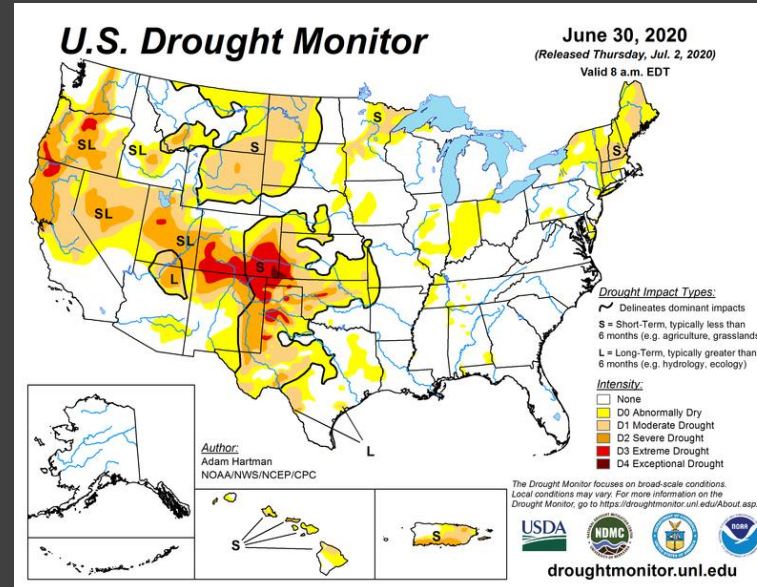 U.S. Drought Monitor
June 30, 2020
(Released Thursday, Jul. 2, 2020)
Valid 8 a.m. EDT
S
S
SL
SL
S
SL
SL
L
S
Drought Impact Types:
Delineates dominant impacts
S = Short-Term, typically less than
6 months (e.g. agriculture, grasslands
L = Long-Term, typically greater than
6 months (e.g. hydrology, ecology)
Intensity:
None
D0 Abnormally Dry
D1 Moderate Drought
D2 Severe Drought
D3 Extreme Drought
D4 Exceptional Drought
L
Author:
Adam Hartman
NOAA/NWS/NCEP/CPC
S
S
The Drought Monitor focuses on broad-scale conditions.
Local conditions may vary. For more information on the
Drought Monitor, go to https://droughtmonitor.unl.edu/About.asp
USDA
NDMC
NOAA
droughtmonitor.unl.edu